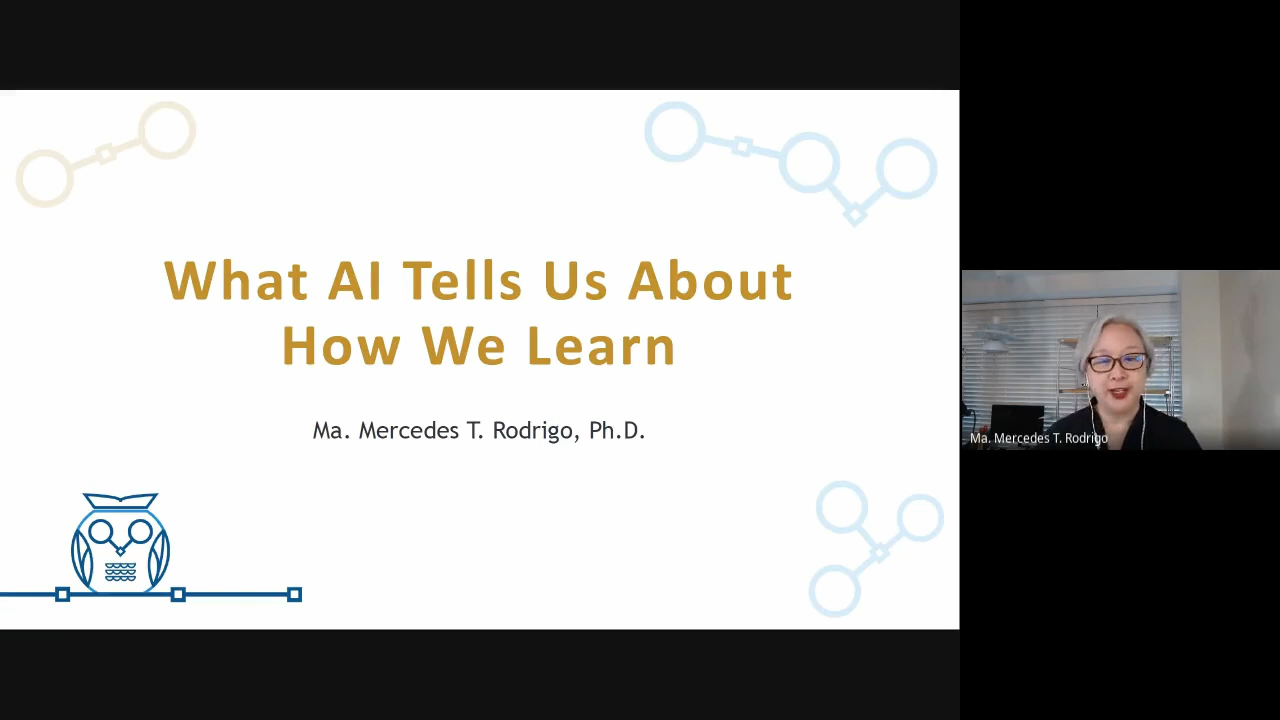 What AI Tells Us About
How We Learn
Ma. Mercedes T. Rodrigo, Ph.D.
Ma. Mercedes T. Rodrigo